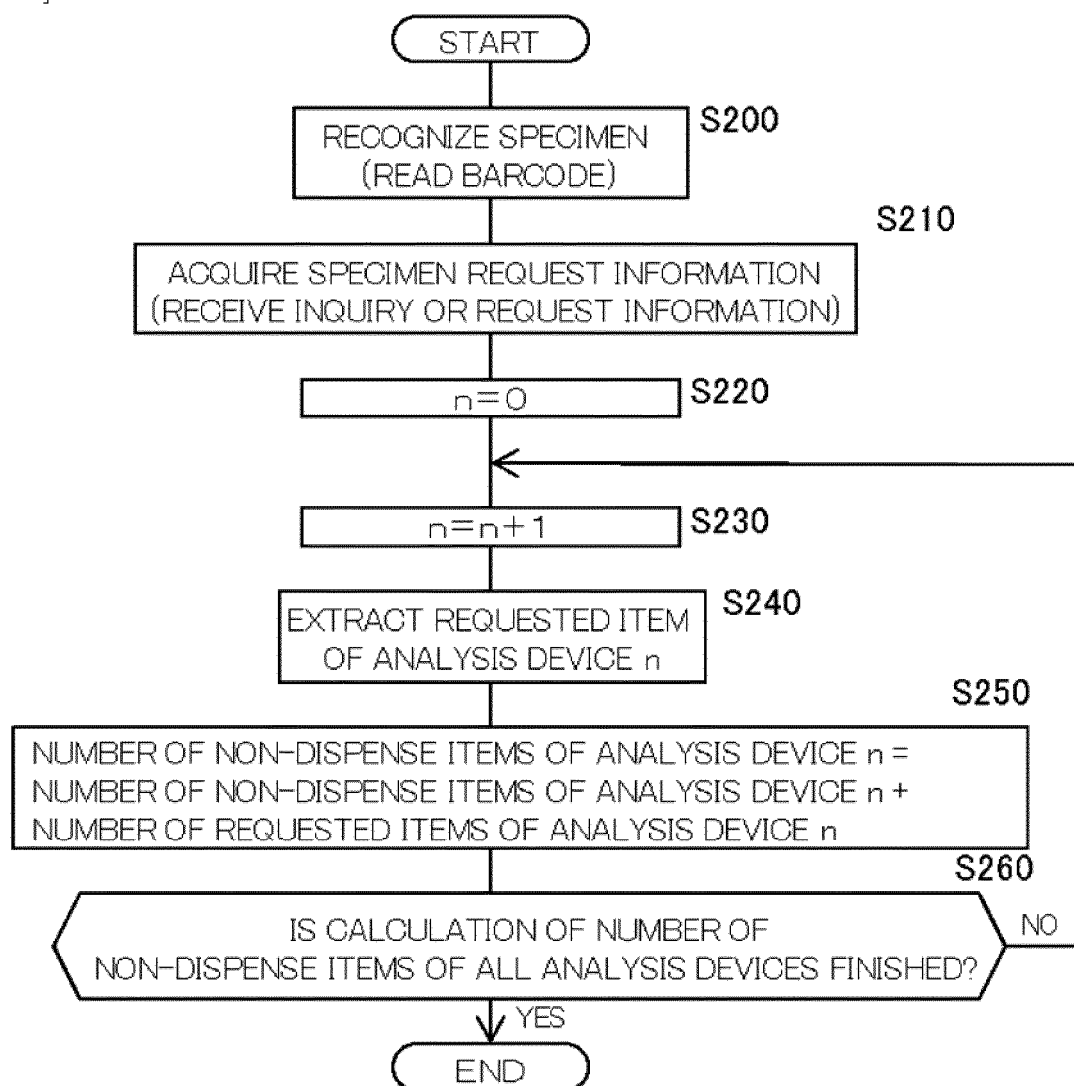 ]
START
S200
RECOGNIZE SPECIMEN
(READ BARCODE)
S210
ACQUIRE SPECIMEN REQUEST INFORMATION
(RECEIVE INQUIRY OR REQUEST INFORMATION)
n=0
S220
n=n+1
S230
S240
EXTRACT REQUESTED ITEM
OF ANALYSIS DEVICE n
S250
NUMBER OF NON-DISPENSE ITEMS OF ANALYSIS DEVICE n =
NUMBER OF NON-DISPENSE ITEMS OF ANALYSIS DEVICE n +
NUMBER OF REQUESTED ITEMS OF ANALYSIS DEVICE n
S260
IS CALCULATION OF NUMBER OF
NON-DISPENSE ITEMS OF ALL ANALYSIS DEVICES FINISHED?
NO
YES
END